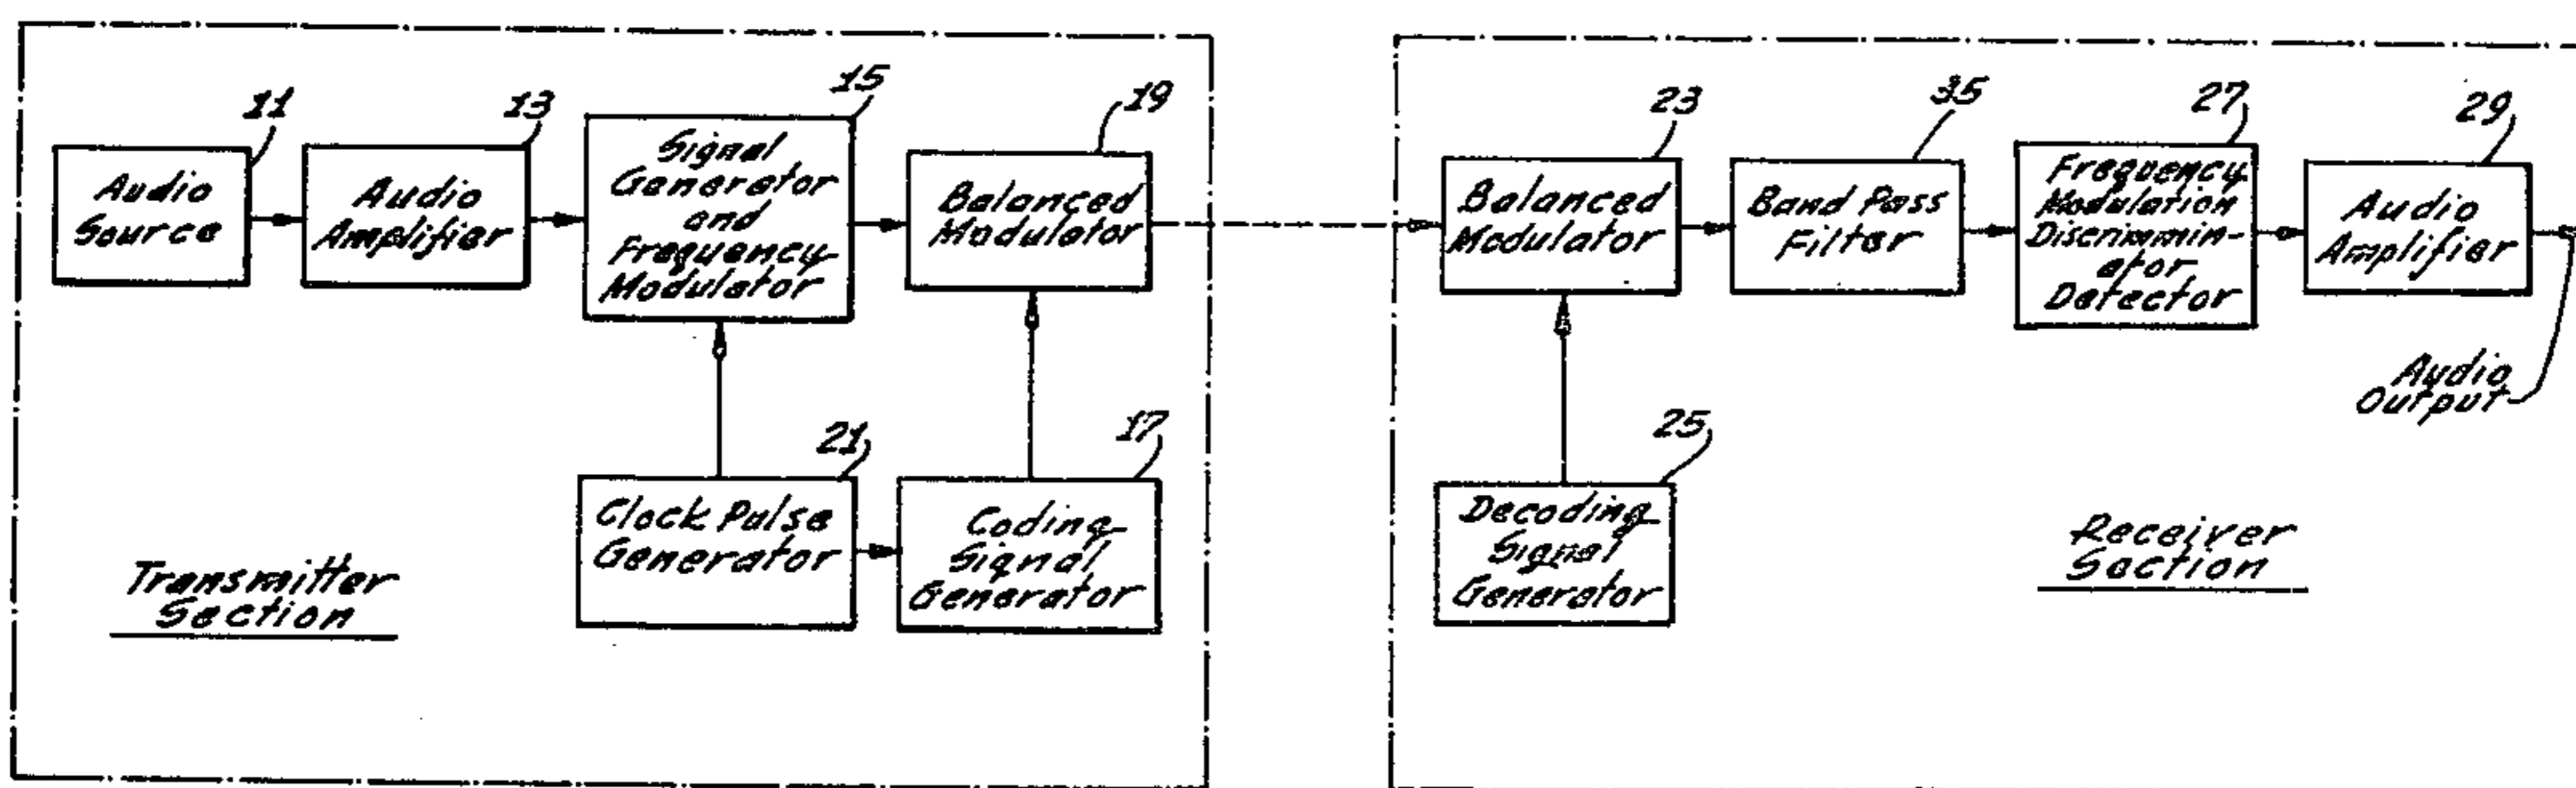 11
Audio
Source
13
Audio
Amplifier
15
Signal
Generator
and
Frequency
Modulator
19
Balanced
Modulator
21
Clock Pulse
Generator
17
Coding
Signal
Generator
Transmitter
Section
23
Balanced
Modulator
35
Band Pass
Filter
27
Frequency
Modulation
Discrimmin-
ator
Detector
29
Audio
Amplifier
Audio
Output
25
Decoding
Signal
Generator
Receiver
Section